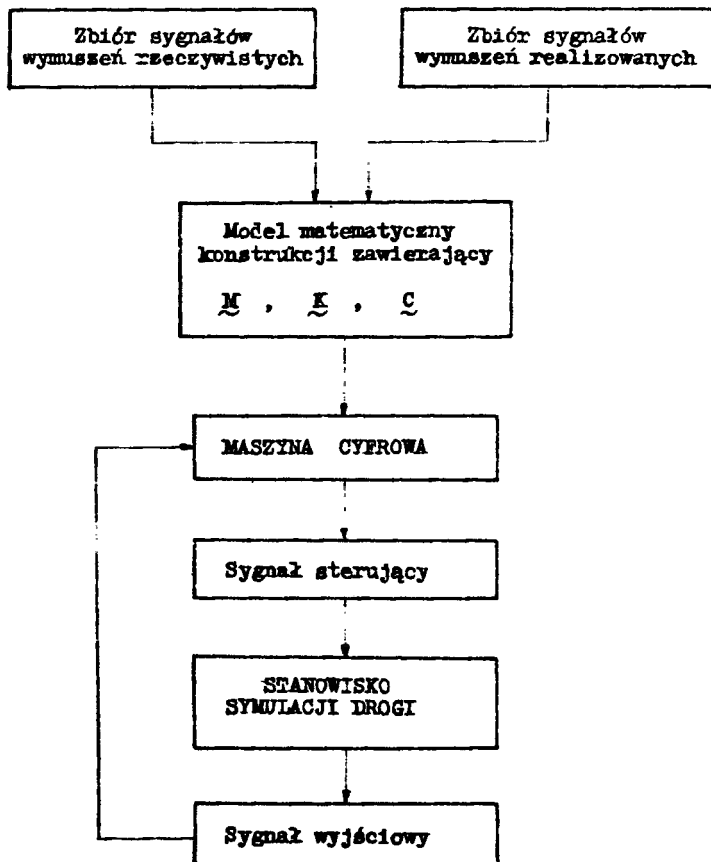 Zbiór sygnałów
wymuszeń rzeczywistych
Zbiór sygnałów
wymuszeń realizowanych
Model matematyczny
konstrukcji zawierający
M , K , C
MASZYNA CYFROWA
Sygnał sterujący
STANOWISKO
SYMULACJI DROGI
Sygnał wyjściowy